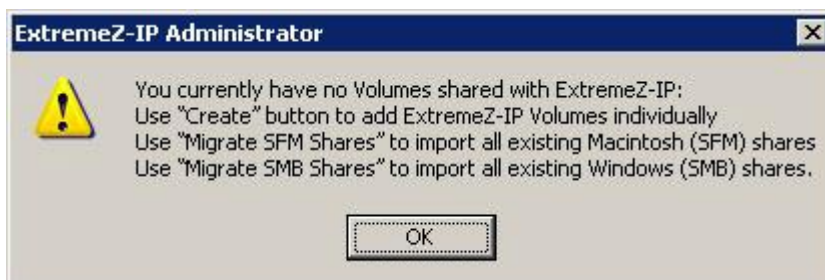 ExtremeZ-IP Administrator
You currently have no Volumes shared with ExtremeZ-IP:
Use "Create" button to add ExtremeZ-IP Volumes individually
Use "Migrate SFM Shares" to import all existing Macintosh (SFM) shares
Use "Migrate SMB Shares" to import all existing Windows (SMB) shares.
OK